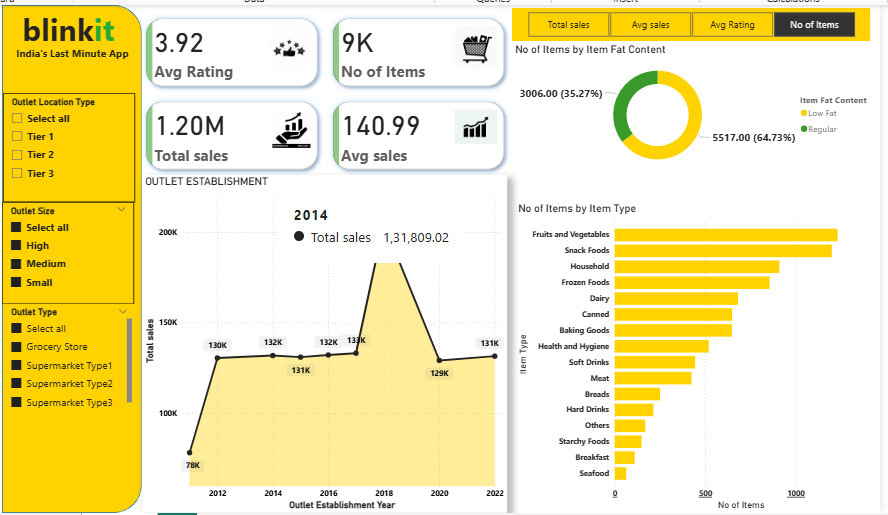 blinkit
India's Last Minute App
Outlet Location Type
Select all
Tier 1
Tier 2
Tier 3
Outlet Size
Select all
High
Medium
Small
Outlet Type
Select all
Grocery Store
Supermarket Type1
Supermarket Type2
Supermarket Type3
3.92
Avg Rating
9K
No of Items
1.20M
Total sales
140.99
Avg sales
OUTLET ESTABLISHMENT
2014
Total sales 1,31,809.02
200K
150K
100K
Total sales
78K
130K
132K
131K
132K
133K
129K
131K
2012 2014 2016 2018 2020 2022
Outlet Establishment Year
Total sales Avg sales Avg Rating No of Items
No of Items by Item Fat Content
3006.00 (35.27%)
5517.00 (64.73%)
Item Fat Content
Low Fat
Regular
No of Items by Item Type
Item Type
Fruits and Vegetables
Snack Foods
Household
Frozen Foods
Dairy
Canned
Baking Goods
Health and Hygiene
Soft Drinks
Meat
Breads
Hard Drinks
Others
Starchy Foods
Breakfast
Seafood
0 500 1000
No of Items